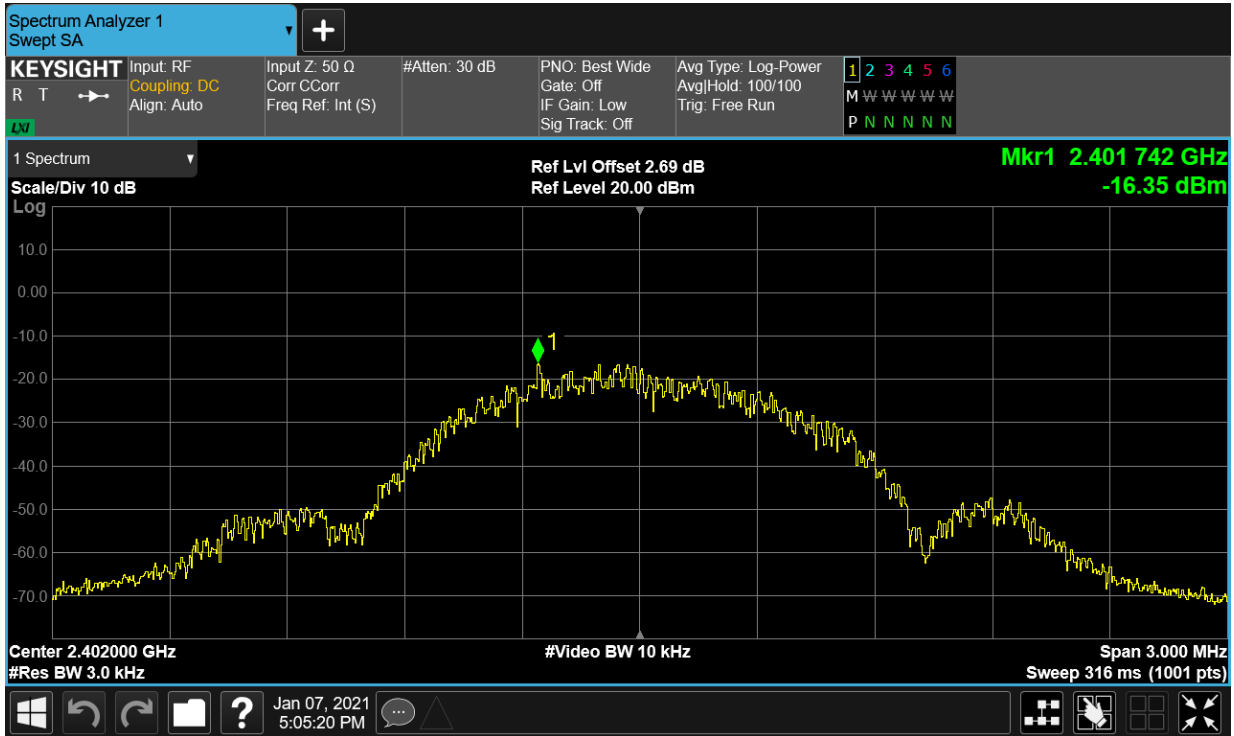 Spectrum Analyzer 1
Swept SA
+
KEYSIGHT
R T
LXI
Input: RF
Coupling: DC
Align: Auto
Input Z: 50 Ω
Corr CCorr
Freq Ref: Int (S)
#Atten: 30 dB
PNO: Best Wide
Gate: Off
IF Gain: Low
Sig Track: Off
Avg Type: Log-Power
Avg|Hold: 100/100
Trig: Free Run
1 2 3 4 5 6
M W W W W W
P N N N N N
1 Spectrum
Scale/Div 10 dB
Log
Ref Lvl Offset 2.69 dB
Ref Level 20.00 dBm
Mkr1 2.401 742 GHz
-16.35 dBm
10.0
0.00
-10.0
-20.0
-30.0
-40.0
-50.0
-60.0
-70.0
1
Center 2.402000 GHz
#Res BW 3.0 kHz
#Video BW 10 kHz
Span 3.000 MHz
Sweep 316 ms (1001 pts)
?
Jan 07, 2021
5:05:20 PM